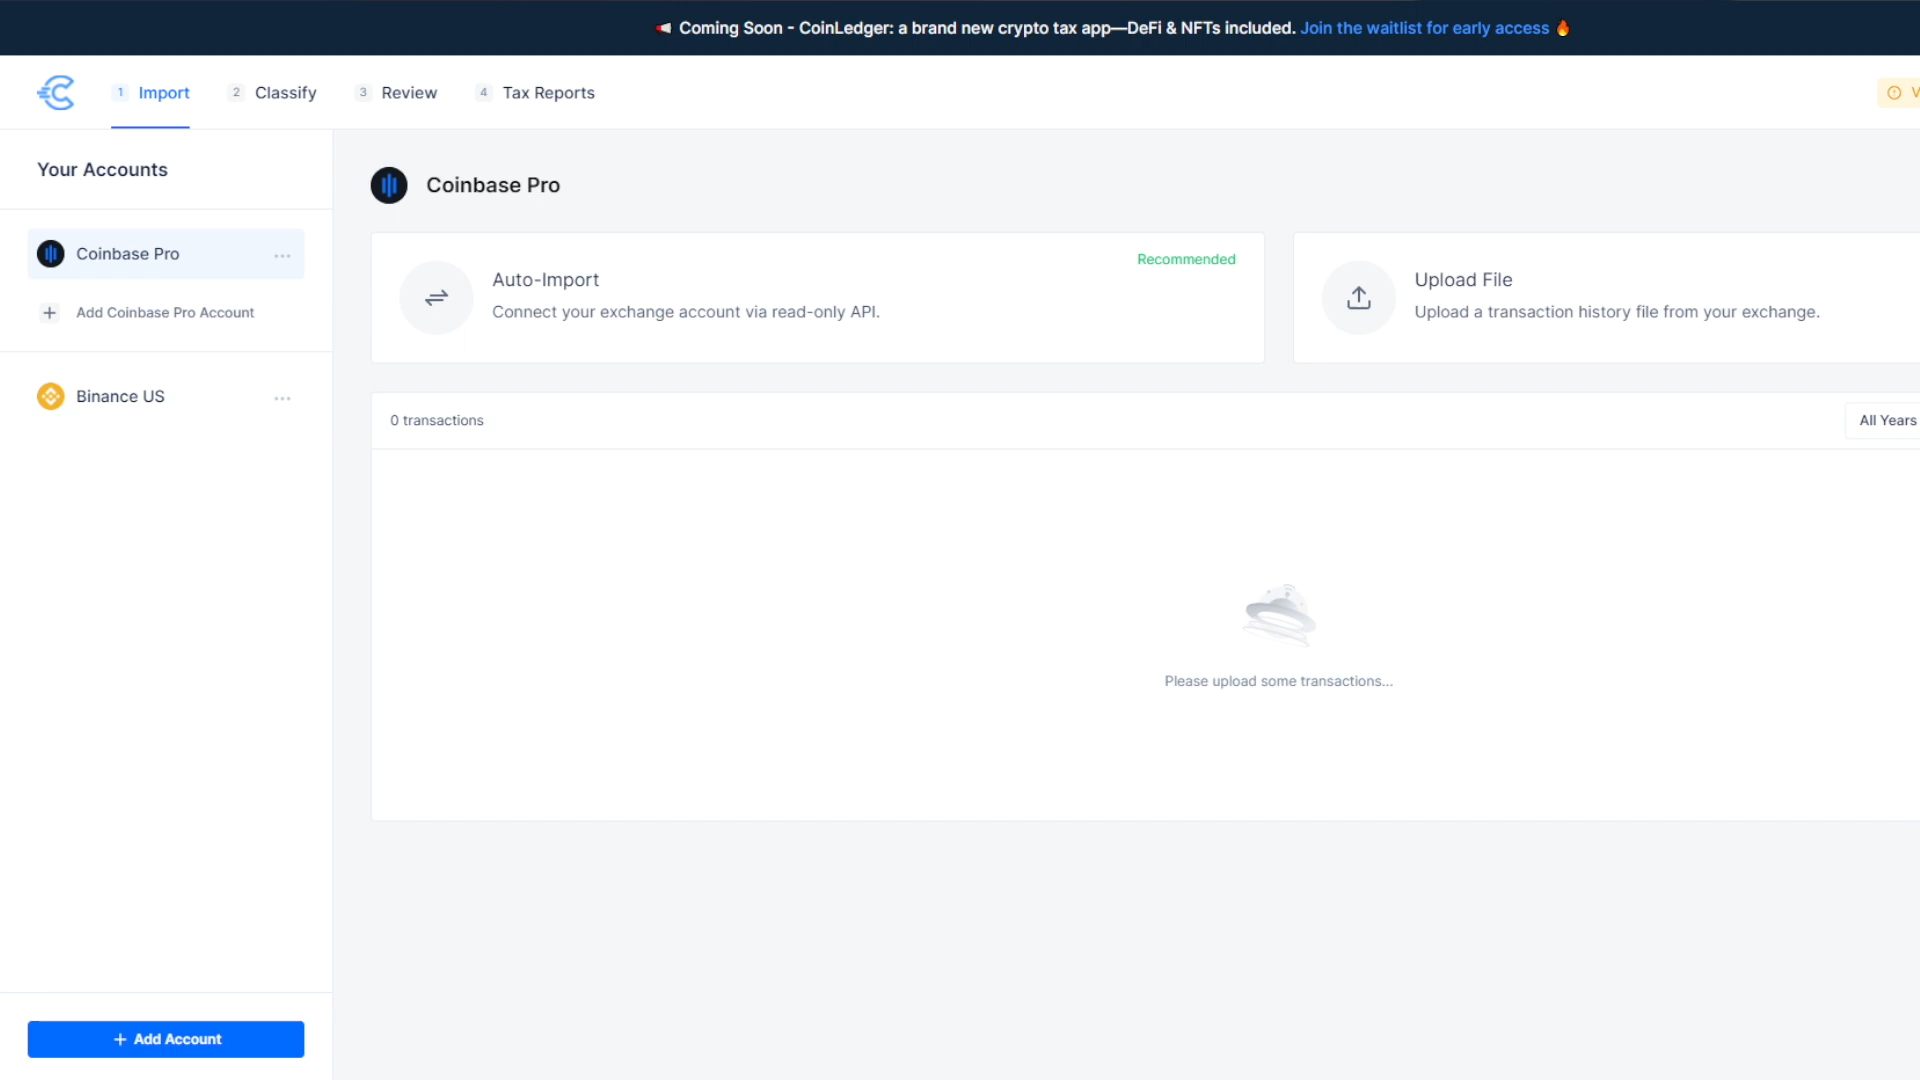 Coming Soon - CoinLedger: a brand new crypto tax app—DeFi & NFTs included. Join the waitlist for early access
1 Import 2 Classify 3 Review 4 Tax Reports
Your Accounts
Coinbase Pro
Add Coinbase Pro Account
Binance US
Add Account
Coinbase Pro
Recommended
Auto-Import
Connect your exchange account via read-only API.
Upload File
Upload a transaction history file from your exchange.
0 transactions
All Years
Please upload some transactions...